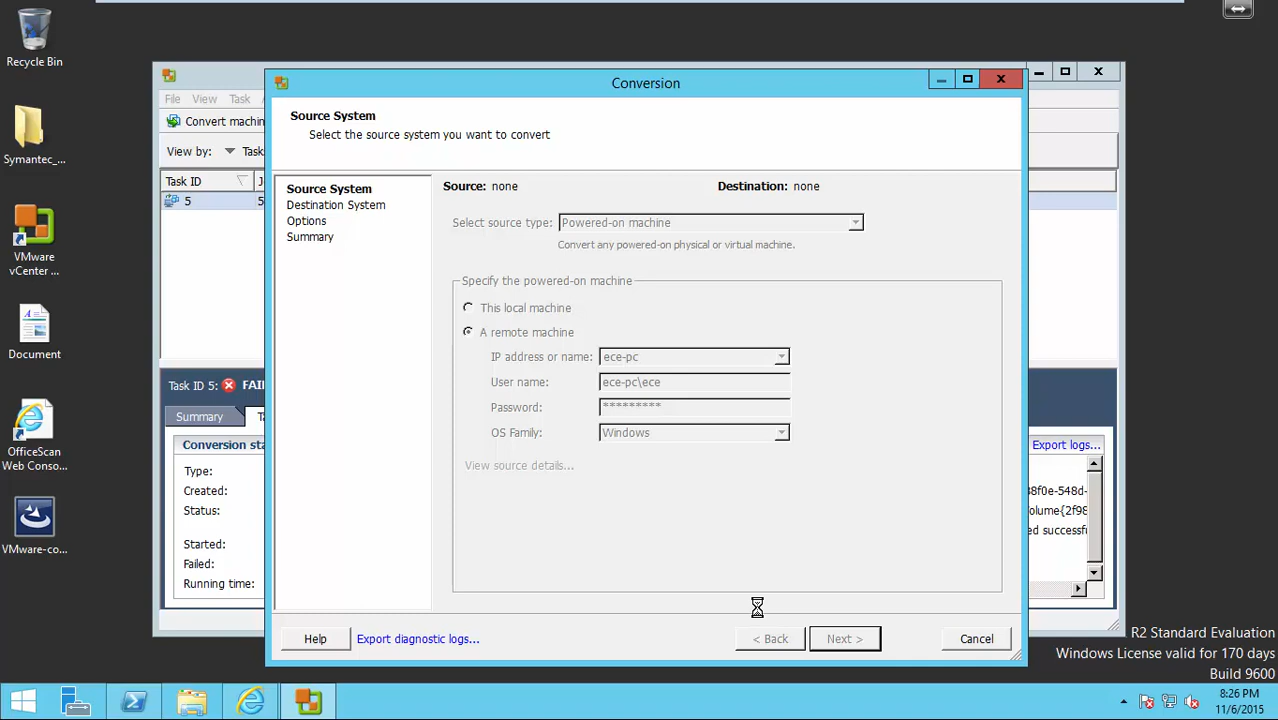 Recycle Bin
Symantec_...
VMware
vCenter ...
Document
OfficeScan
Web Conso...
VMware-co...
File View Task
Convert machin
View by: Task
Task ID
5 5
Task ID 5: FAI
Summary Ta
Conversion sta
Type:
Created:
Status:
Started:
Failed:
Running time:
Conversion
Source System
Select the source system you want to convert
Source System
Destination System
Options
Summary
Source: none Destination: none
Select source type: Powered-on machine
Convert any powered-on physical or virtual machine.
Specify the powered-on machine
This local machine
A remote machine
IP address or name: ece-pc
User name: ece-pc\ece
Password: *********
OS Family: Windows
View source details...
Help Export diagnostic logs... < Back Next > Cancel
Export logs...
8f0e-548d-
olume{2f98
ed successfu
R2 Standard Evaluation
Windows License valid for 170 days
Build 9600
8:26 PM
11/6/2015